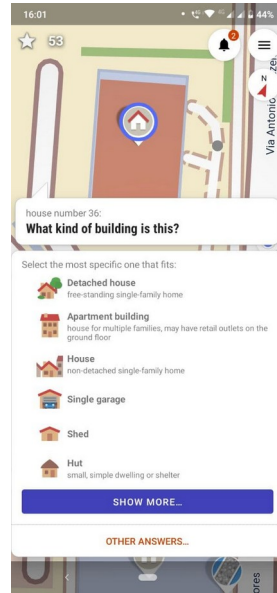 16:01
44%
53
2
N
Via Antonio
house number 36:
What kind of building is this?
Select the most specific one that fits:
Detached house
free-standing single-family home
Apartment building
house for multiple families, may have retail outlets on the
ground floor
House
non-detached single-family home
Single garage
Shed
Hut
small, simple dwelling or shelter
SHOW MORE...
OTHER ANSWERS...